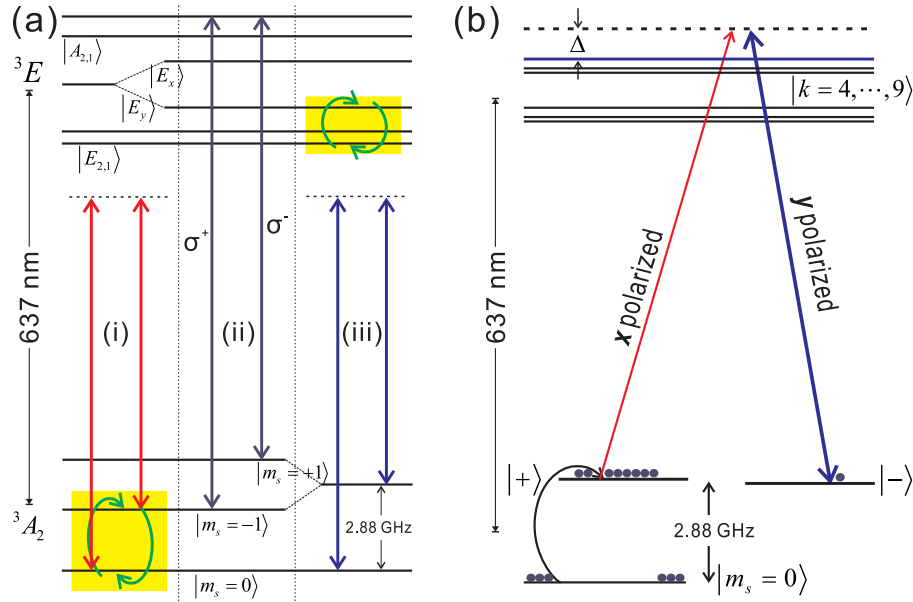 (a)
|A₂,₁⟩
³E
|Eₓ⟩
|E_y⟩
|E₂,₁⟩
637 nm
σ⁺
σ⁻
(i)
(ii)
(iii)
|mₛ = +1⟩
³A₂
|mₛ = −1⟩
2.88 GHz
|mₛ = 0⟩
(b)
Δ
|k = 4, ⋯, 9⟩
637 nm
x polarized
y polarized
|+⟩
|−⟩
2.88 GHz
|mₛ = 0⟩